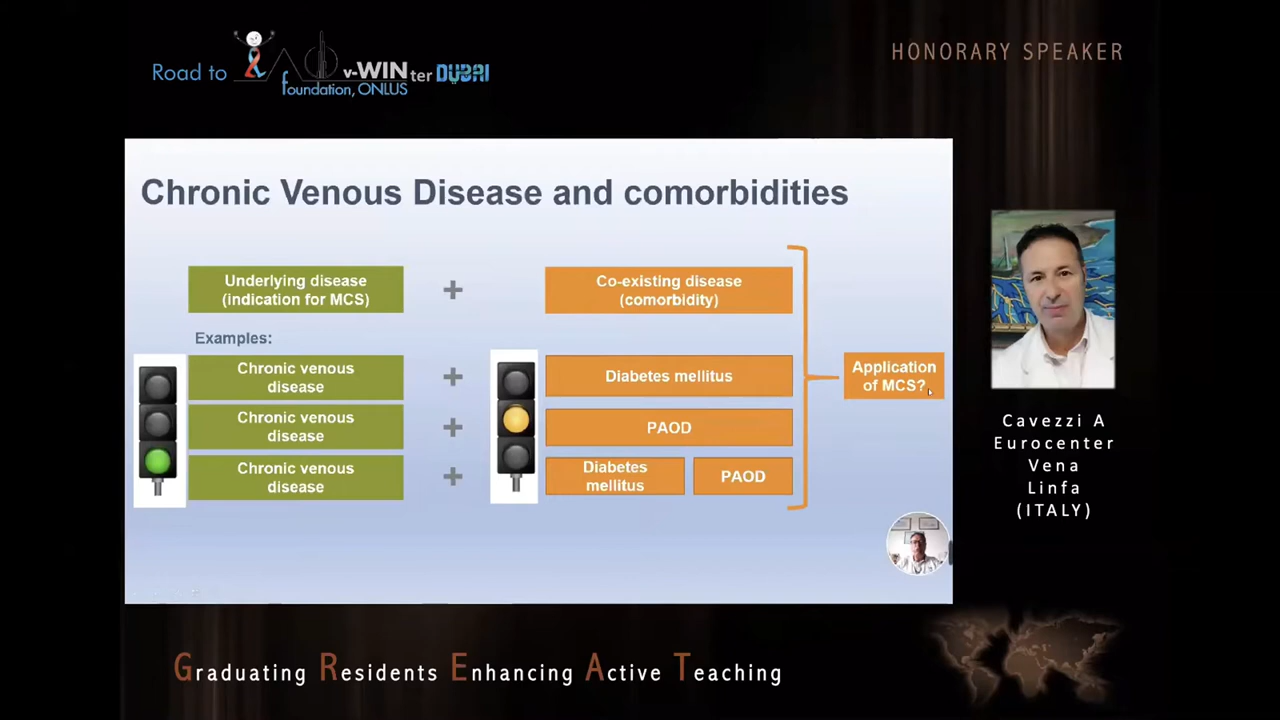 Road to v-WINter DUBAI
foundation, ONLUS
HONORARY SPEAKER
Chronic Venous Disease and comorbidities
Underlying disease
(indication for MCS)
+
Co-existing disease
(comorbidity)
Examples:
Chronic venous
disease
+
Diabetes mellitus
Application
of MCS?
Chronic venous
disease
+
PAOD
Chronic venous
disease
+
Diabetes
mellitus
PAOD
Cavezzi A
Eurocenter
Vena
Linfa
(ITALY)
Graduating Residents Enhancing Active Teaching